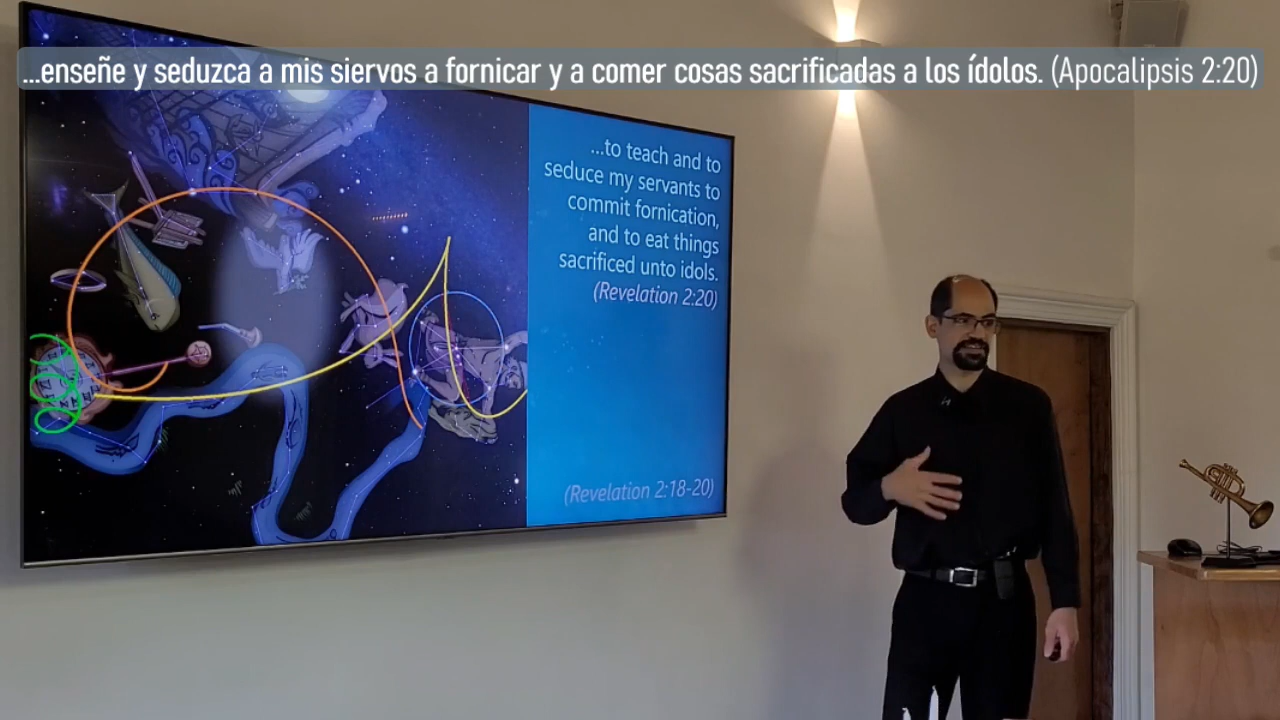 ...enseñe y seduzca a mis siervos a fornicar y a comer cosas sacrificadas a los ídolos. (Apocalipsis 2:20)
...to teach and to
seduce my servants to
commit fornication,
and to eat things
sacrificed unto idols.
(Revelation 2:20)
(Revelation 2:18-20)